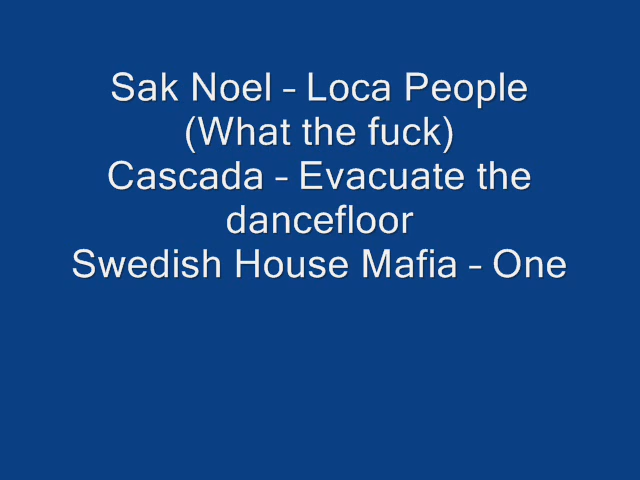 Sak Noel – Loca People
(What the fuck)
Cascada – Evacuate the
dancefloor
Swedish House Mafia – One